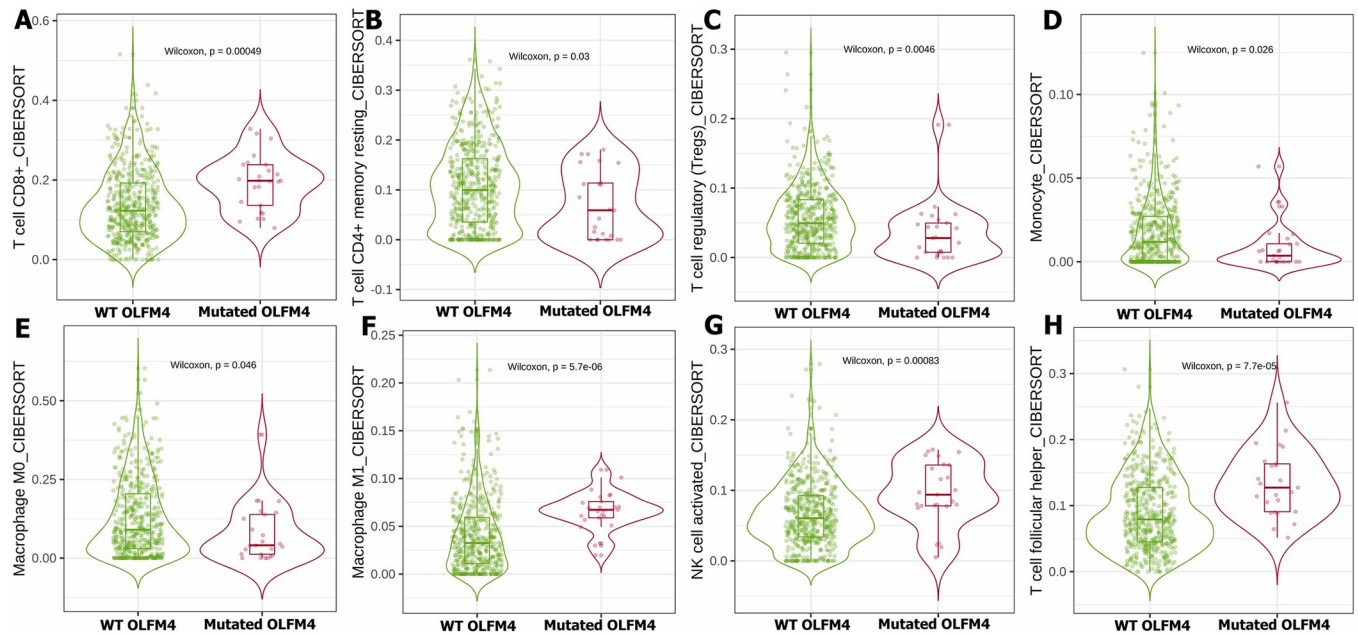 A
T cell CD8+_CIBERSORT
0.6
0.4
0.2
0.0
Wilcoxon, p = 0.00049
WT OLFM4 Mutated OLFM4
B
T cell CD4+ memory resting_CIBERSORT
0.4
0.3
0.2
0.1
0.0
-0.1
Wilcoxon, p = 0.03
WT OLFM4 Mutated OLFM4
C
T cell regulatory (Tregs)_CIBERSORT
0.3
0.2
0.1
0.0
Wilcoxon, p = 0.0046
WT OLFM4 Mutated OLFM4
D
Monocyte_CIBERSORT
0.10
0.05
0.00
Wilcoxon, p = 0.026
WT OLFM4 Mutated OLFM4
E
Macrophage M0_CIBERSORT
0.50
0.25
0.00
Wilcoxon, p = 0.046
WT OLFM4 Mutated OLFM4
F
Macrophage M1_CIBERSORT
0.25
0.20
0.15
0.10
0.05
0.00
Wilcoxon, p = 5.7e-06
WT OLFM4 Mutated OLFM4
G
NK cell activated_CIBERSORT
0.3
0.2
0.1
0.0
Wilcoxon, p = 0.00083
WT OLFM4 Mutated OLFM4
H
T cell follicular helper_CIBERSORT
0.3
0.2
0.1
0.0
Wilcoxon, p = 7.7e-05
WT OLFM4 Mutated OLFM4